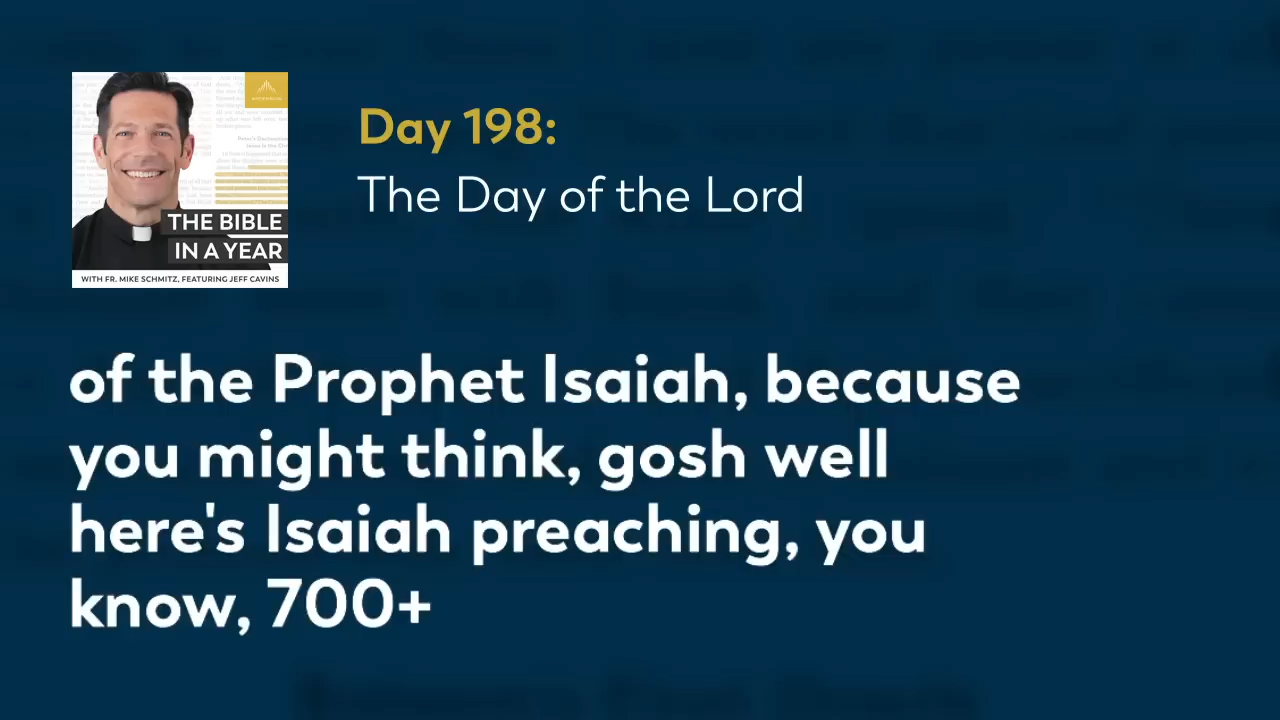 Day 198:
The Day of the Lord
THE BIBLE
IN A YEAR
WITH FR. MIKE SCHMITZ, FEATURING JEFF CAVINS
of the Prophet Isaiah, because
you might think, gosh well
here's Isaiah preaching, you
know, 700+